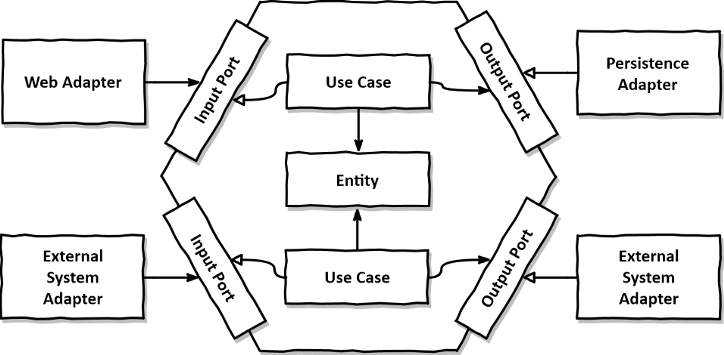 Web Adapter
Input Port
Use Case
Output Port
Persistence
Adapter
Entity
External
System
Adapter
Input Port
Use Case
Output Port
External
System
Adapter